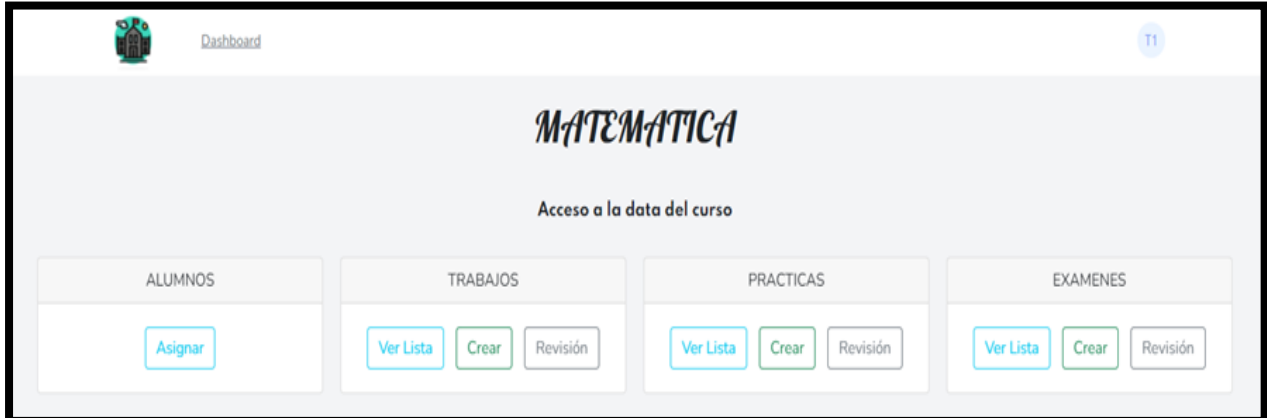 Dashboard
T1
MATEMATICA
Acceso a la data del curso
ALUMNOS
TRABAJOS
PRACTICAS
EXAMENES
Asignar
Ver Lista
Crear
Revisión
Ver Lista
Crear
Revisión
Ver Lista
Crear
Revisión